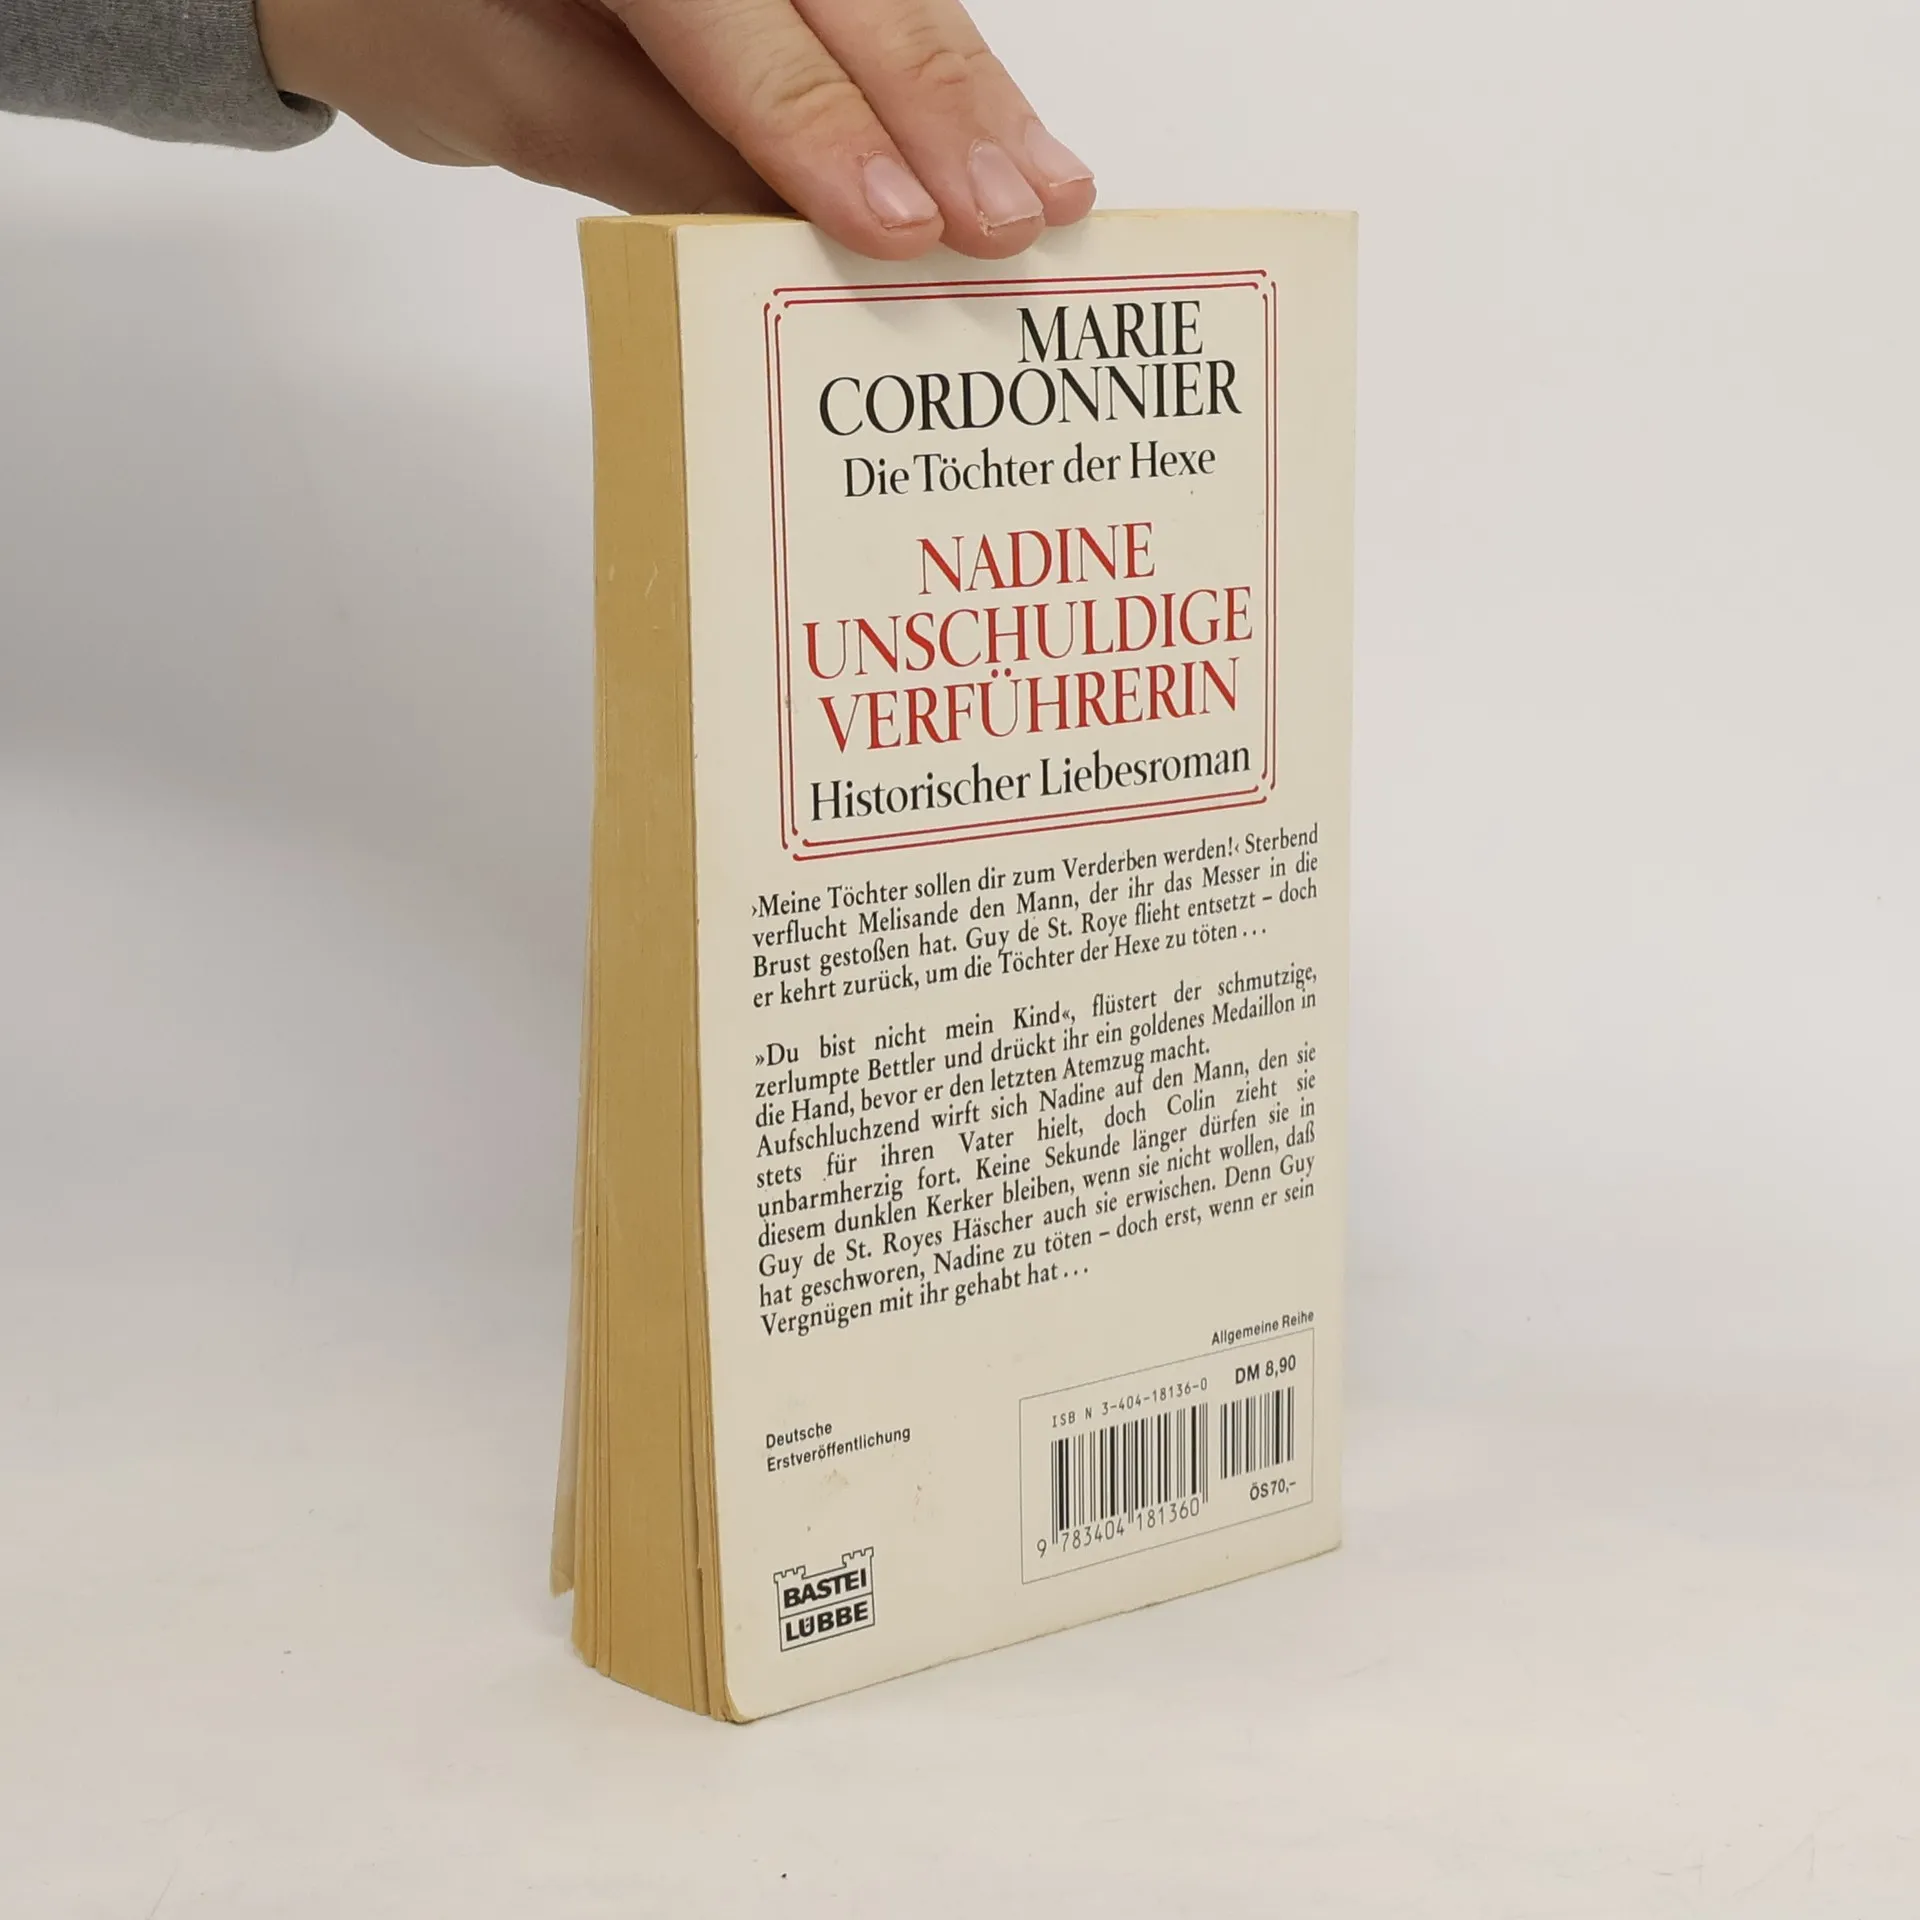 MARIE
CORDONNIER
Die Töchter der Hexe
NADINE
UNSCHULDIGE
VERFÜHRERIN
Historischer Liebesroman
›Meine Töchter sollen dir zum Verderben werden!‹ Sterbend
verflucht Melisande den Mann, der ihr das Messer in die
Brust gestoßen hat. Guy de St. Roye flieht entsetzt – doch
er kehrt zurück, um die Töchter der Hexe zu töten . . .
»Du bist nicht mein Kind«, flüstert der schmutzige,
zerlumpte Bettler und drückt ihr ein goldenes Medaillon in
die Hand, bevor er den letzten Atemzug macht.
Aufschluchzend wirft sich Nadine auf den Mann, den sie
stets für ihren Vater hielt, doch Colin zieht sie
unbarmherzig fort. Keine Sekunde länger dürfen sie in
diesem dunklen Kerker bleiben, wenn sie nicht wollen, daß
Guy de St. Royes Häscher auch sie erwischen. Denn Guy
hat geschworen, Nadine zu töten – doch erst, wenn er sein
Vergnügen mit ihr gehabt hat . . .
Allgemeine Reihe
ISBN 3-404-18136-0
DM 8,90
ÖS 70,–
9 783404 181360
Deutsche
Erstveröffentlichung
BASTEI
LÜBBE